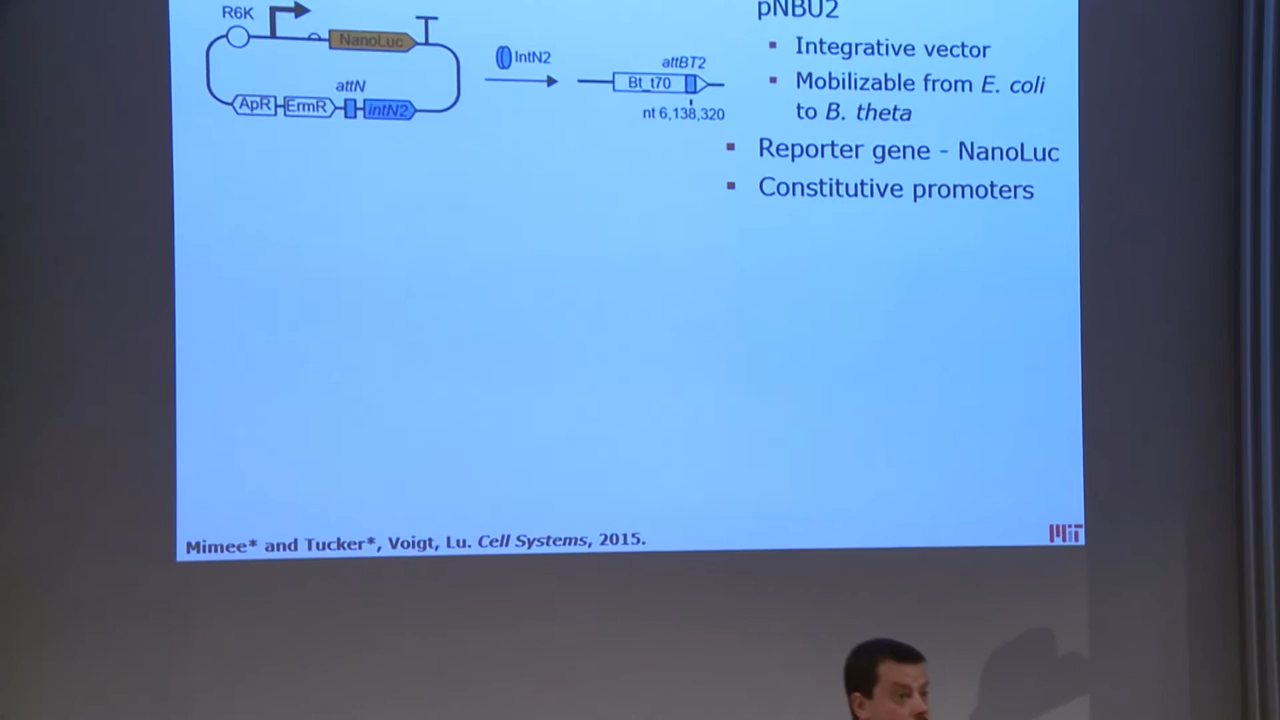 R6K
NanoLuc
attN
ApR
ErmR
intN2
IntN2
attBT2
Bt_t70
nt 6,138,320
pNBU2
Integrative vector
Mobilizable from E. coli
to B. theta
Reporter gene - NanoLuc
Constitutive promoters
Mimee* and Tucker*, Voigt, Lu. Cell Systems, 2015.
MIT